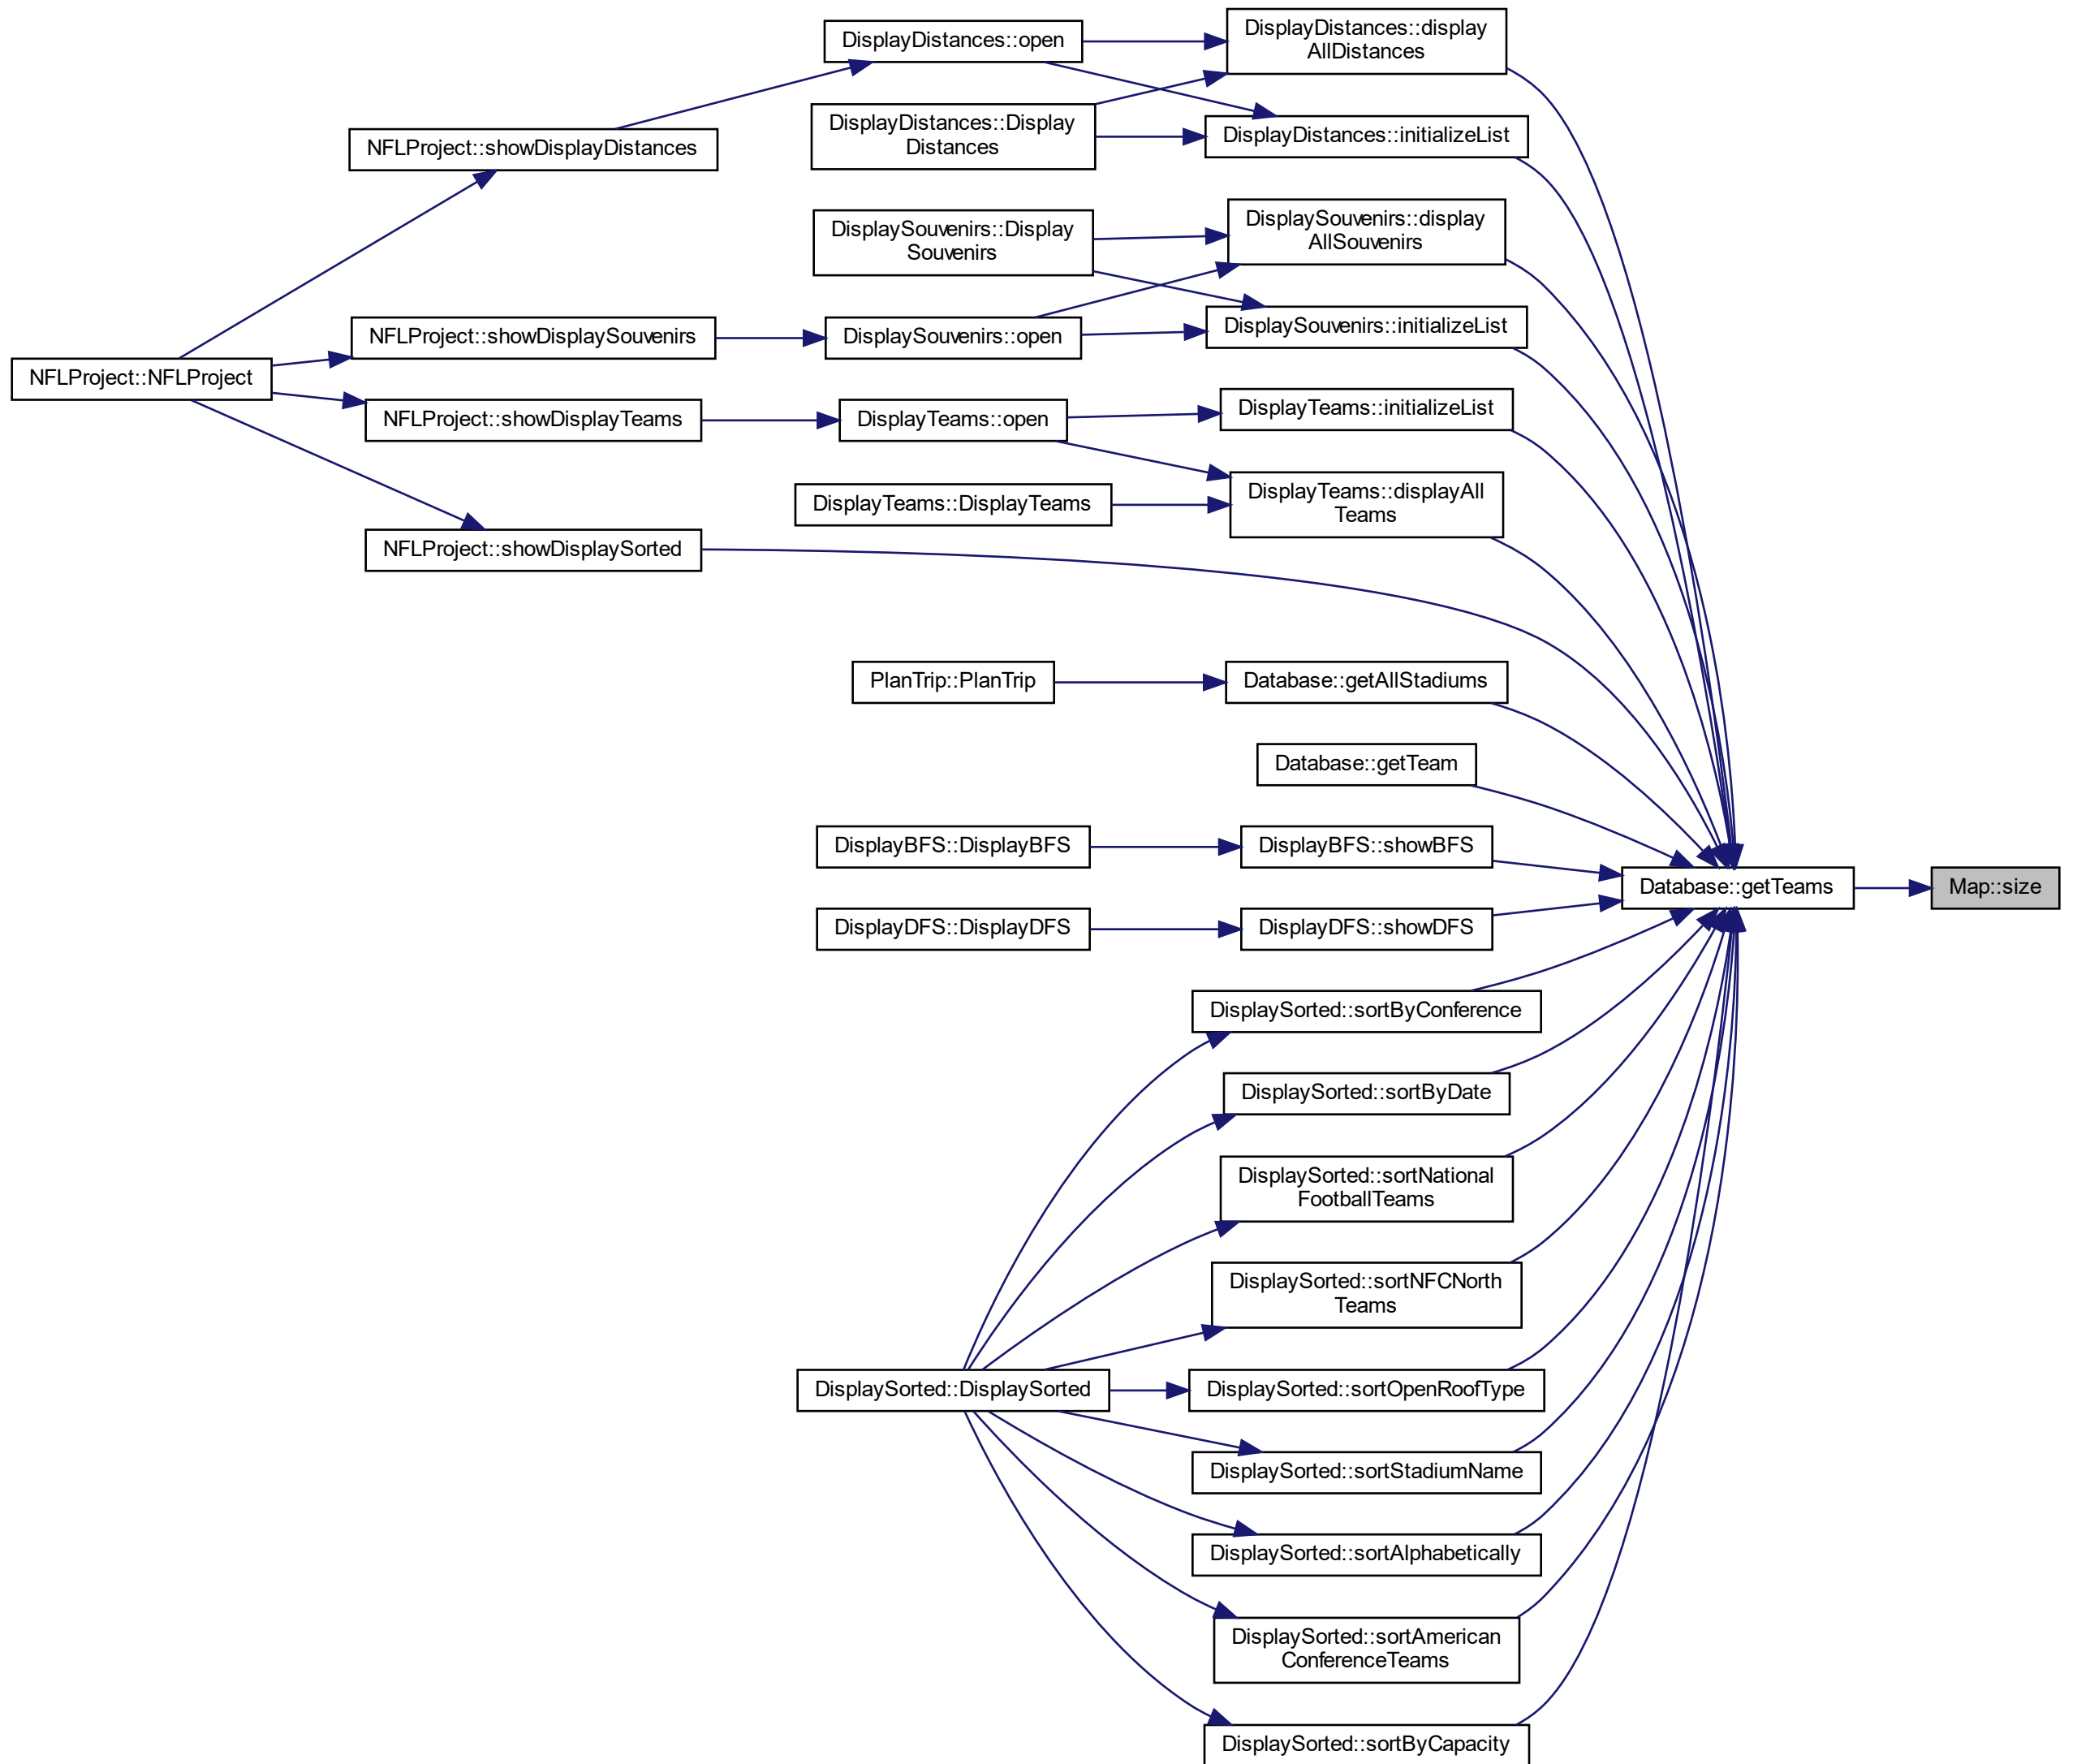 DisplayDistances::open
DisplayDistances::display
AllDistances
DisplayDistances::Display
Distances
DisplayDistances::initializeList
NFLProject::showDisplayDistances
DisplaySouvenirs::Display
Souvenirs
DisplaySouvenirs::display
AllSouvenirs
NFLProject::showDisplaySouvenirs
DisplaySouvenirs::open
DisplaySouvenirs::initializeList
NFLProject::NFLProject
NFLProject::showDisplayTeams
DisplayTeams::open
DisplayTeams::initializeList
DisplayTeams::DisplayTeams
DisplayTeams::displayAll
Teams
NFLProject::showDisplaySorted
PlanTrip::PlanTrip
Database::getAllStadiums
Database::getTeam
DisplayBFS::DisplayBFS
DisplayBFS::showBFS
Database::getTeams
Map::size
DisplayDFS::DisplayDFS
DisplayDFS::showDFS
DisplaySorted::sortByConference
DisplaySorted::sortByDate
DisplaySorted::sortNational
FootballTeams
DisplaySorted::sortNFCNorth
Teams
DisplaySorted::DisplaySorted
DisplaySorted::sortOpenRoofType
DisplaySorted::sortStadiumName
DisplaySorted::sortAlphabetically
DisplaySorted::sortAmerican
ConferenceTeams
DisplaySorted::sortByCapacity